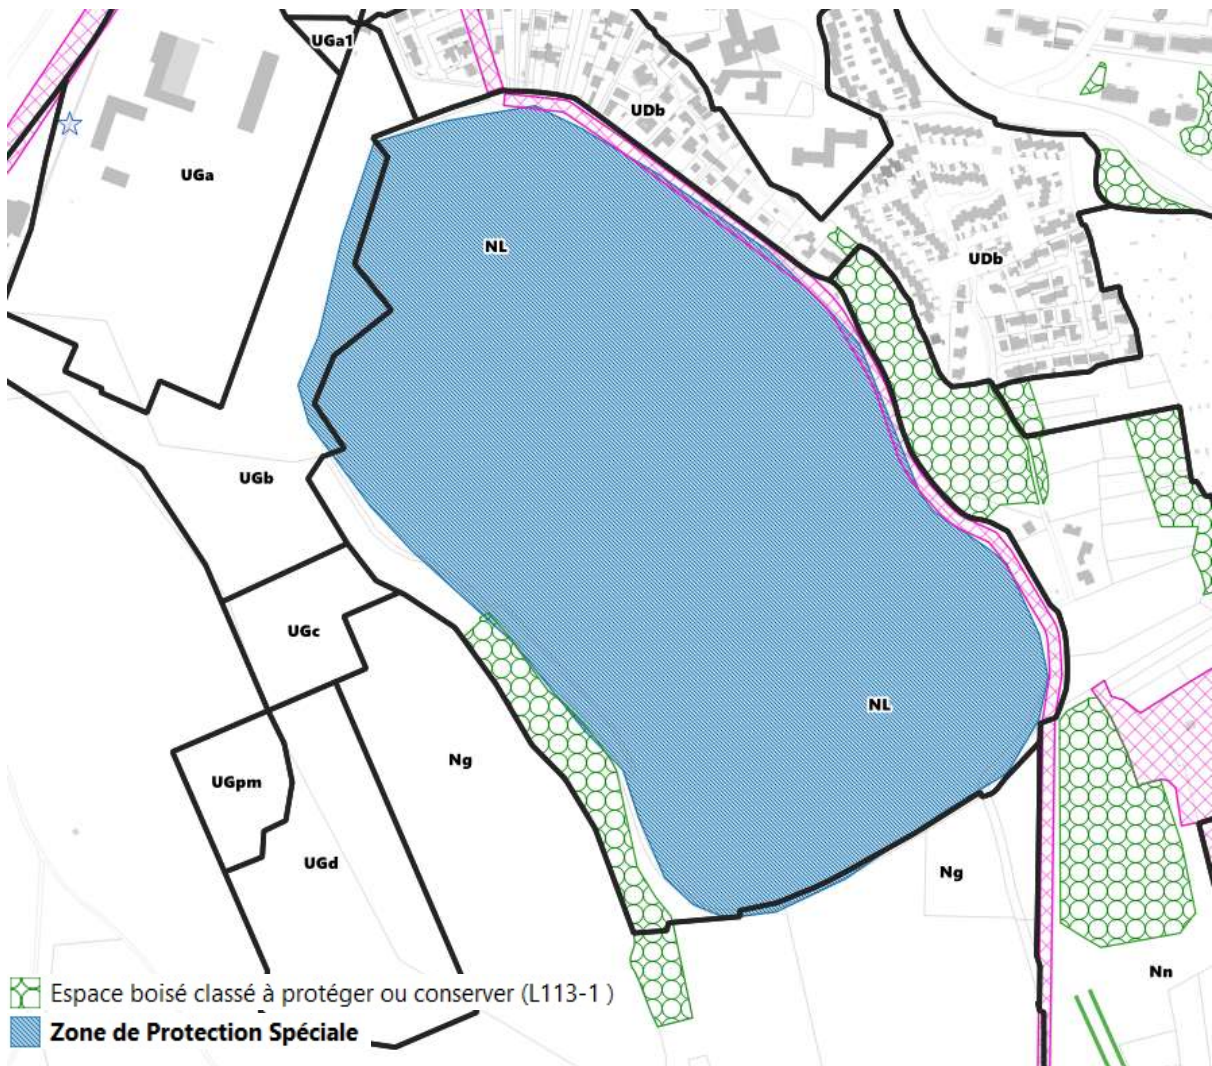 UGa1
UDb
UGa
NL
UDb
UGb
UGc
NL
Ng
UGpm
UGd
Ng
Nn
Espace boisé classé à protéger ou conserver (L113-1 )
Zone de Protection Spéciale